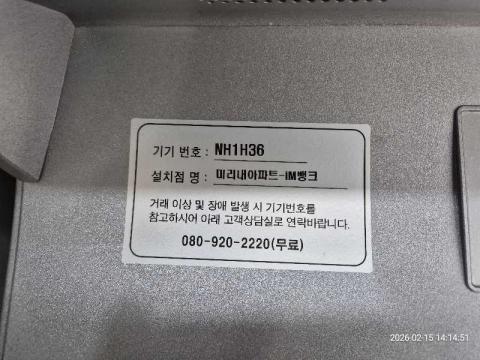 기기 번호 : NH1H36
설치점 명 : 미리내아파트-iM뱅크
거래 이상 및 장애 발생 시 기기번호를
참고하시어 아래 고객상담실로 연락바랍니다.
080-920-2220(무료)
2026-02-15 14:14:51